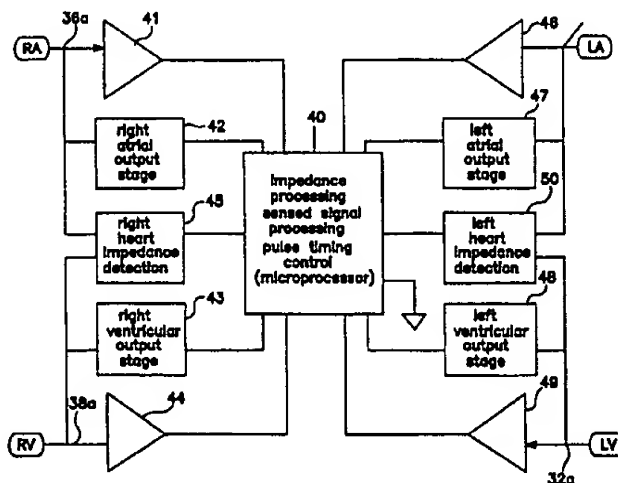 36a
41
46
RA
LA
right
atrial
output
stage
42
40
47
left
atrial
output
stage
impedance
processing
sensed signal
processing
pulse timing
control
(microprocessor)
right
heart
impedance
detection
45
50
left
heart
impedance
detection
right
ventricular
output
stage
43
48
left
ventricular
output
stage
38a
44
49
RV
LV
32a